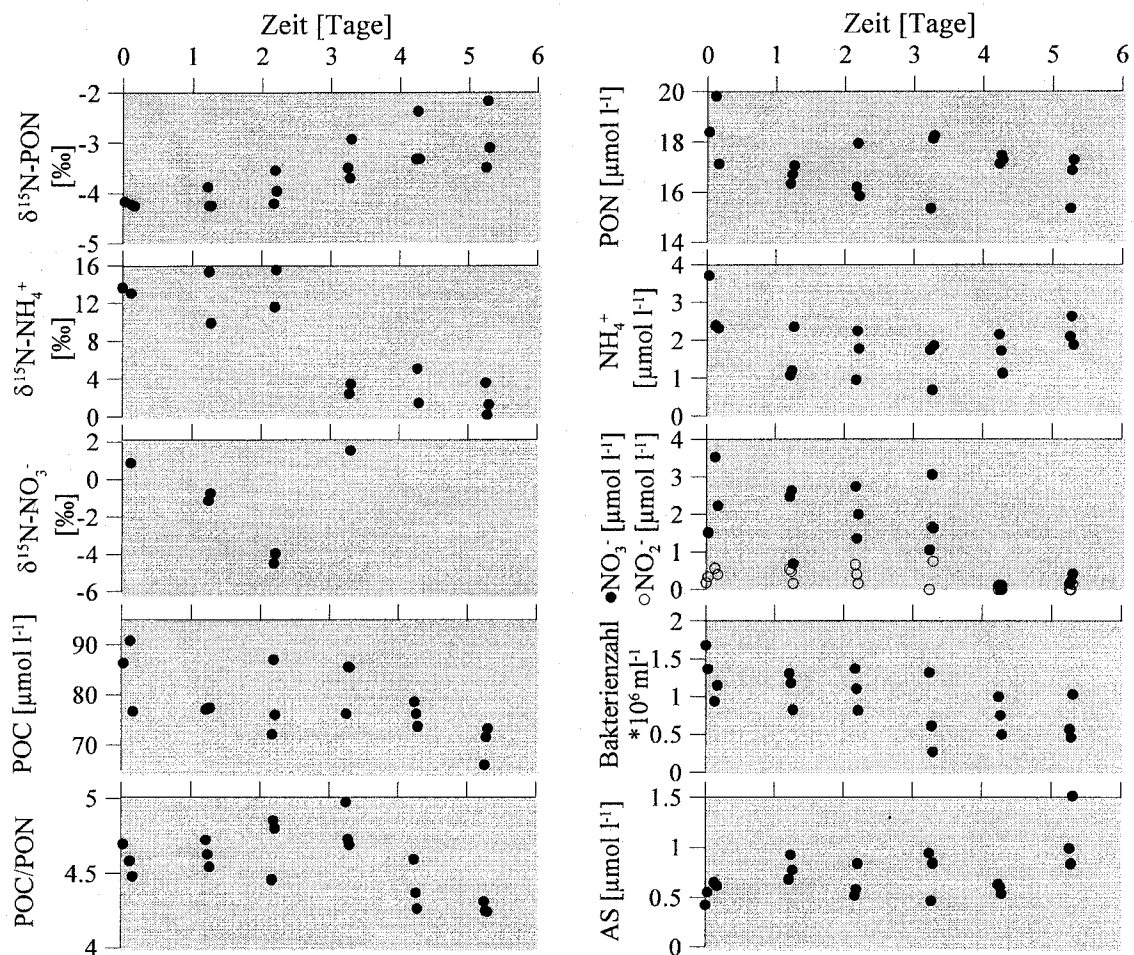 Zeit [Tage]
0 1 2 3 4 5 6
δ¹⁵N-PON
[‰]
-2
-3
-4
-5
δ¹⁵N-NH₄⁺
[‰]
16
12
8
4
0
δ¹⁵N-NO₃⁻
[‰]
2
0
-2
-4
-6
POC [µmol l⁻¹]
90
80
70
POC/PON
5
4.5
4
Zeit [Tage]
0 1 2 3 4 5 6
PON [µmol l⁻¹]
20
18
16
14
NH₄⁺
[µmol l⁻¹]
4
3
2
1
0
●NO₃⁻ [µmol l⁻¹]
○NO₂⁻ [µmol l⁻¹]
4
3
2
1
0
Bakterienzahl
*10⁶ ml⁻¹
2
1.5
1
0.5
0
AS [µmol l⁻¹]
1.5
1
0.5
0